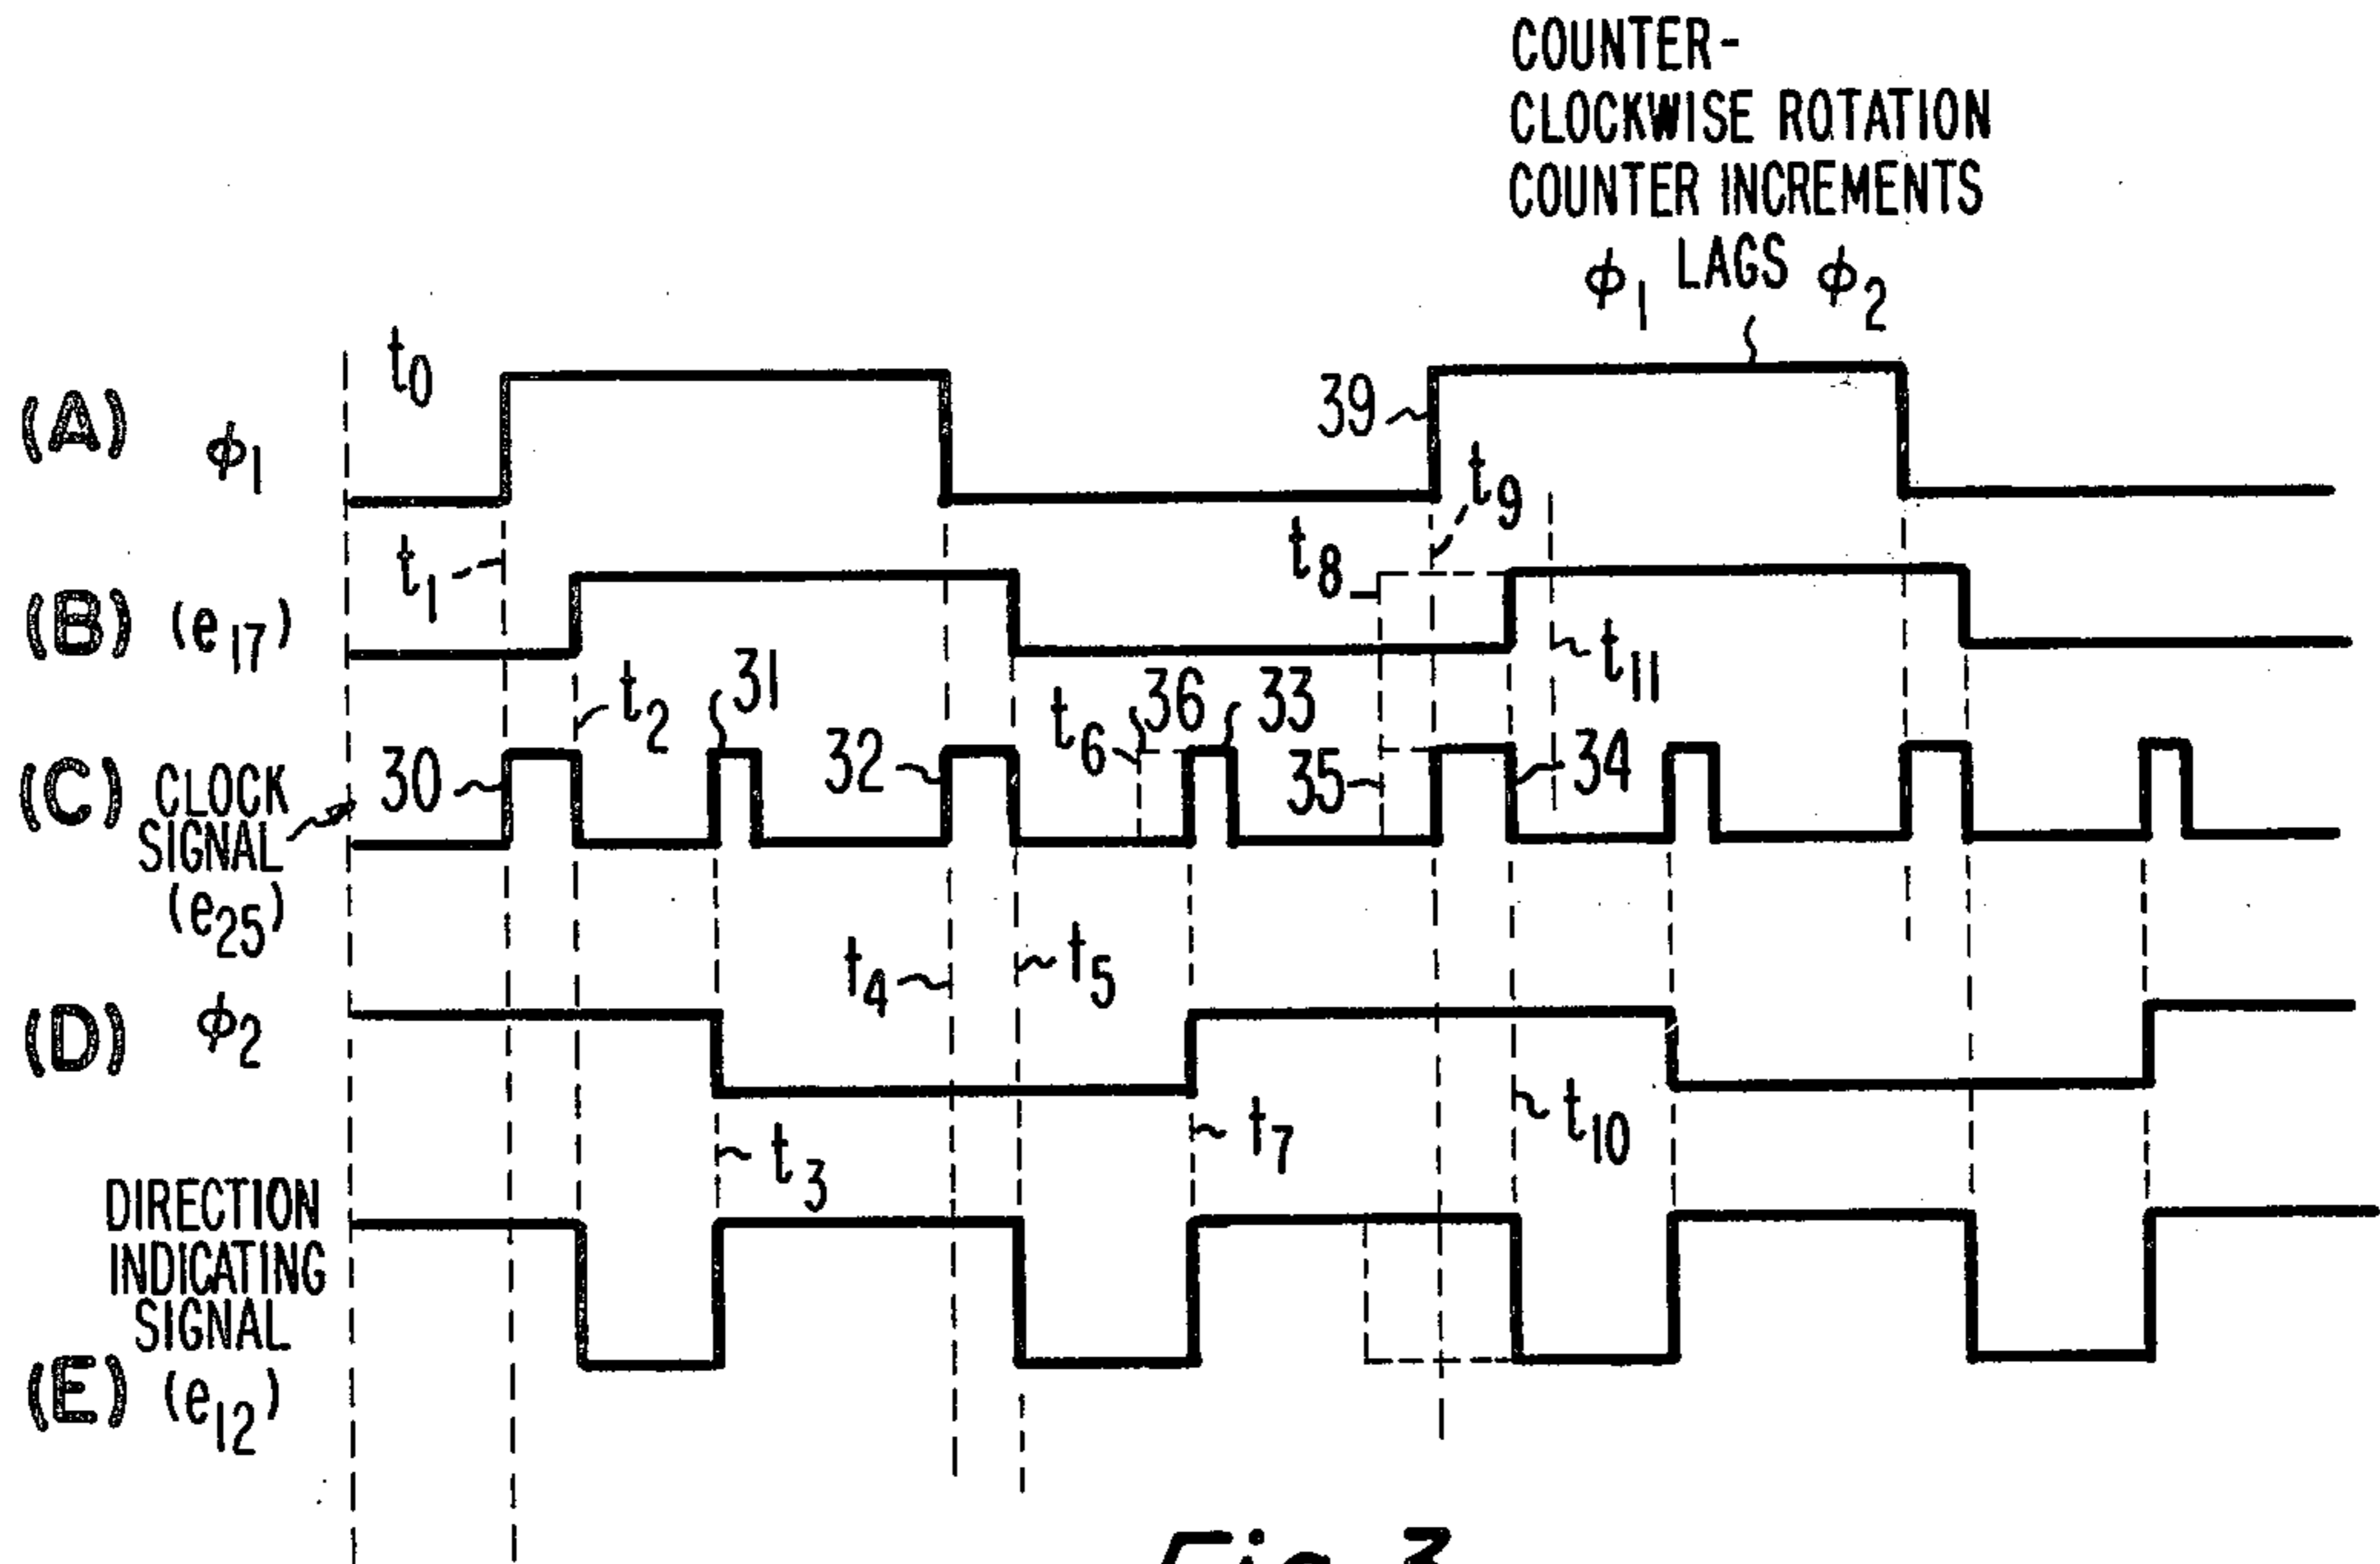 COUNTER-
CLOCKWISE ROTATION
COUNTER INCREMENTS
ϕ1 LAGS ϕ2
t0
(A) ϕ1
39
t9
t1
t8
(B) (e17)
t11
t2
31
t6
36
33
(C) CLOCK
SIGNAL
(e25)
30
32
35
34
t4
t5
(D) ϕ2
t3
t7
t10
DIRECTION
INDICATING
SIGNAL
(E) (e12)
Fig. 3